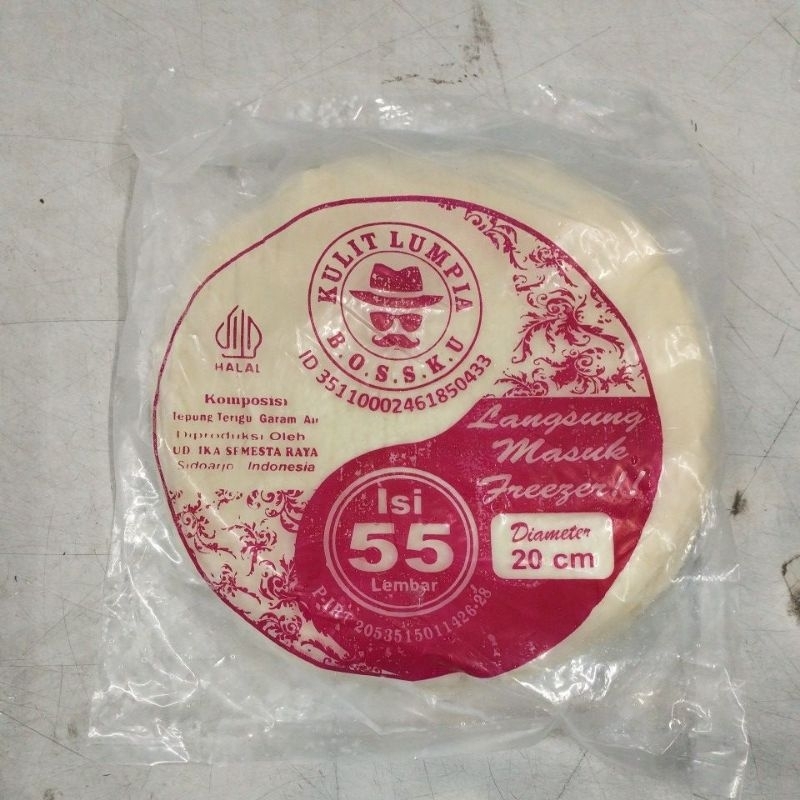 KULIT LUMPIA
B.O.S.S.K.U
ID 35110002461850433
HALAL
Komposisi
Tepung Terigu Garam Air
Diproduksi Oleh
UD IKA SEMESTA RAYA
Sidoarjo Indonesia
Langsung
Masuk
Freezer!!
Diameter
20 cm
Isi
55
Lembar
P-IRT 2053515011426-28